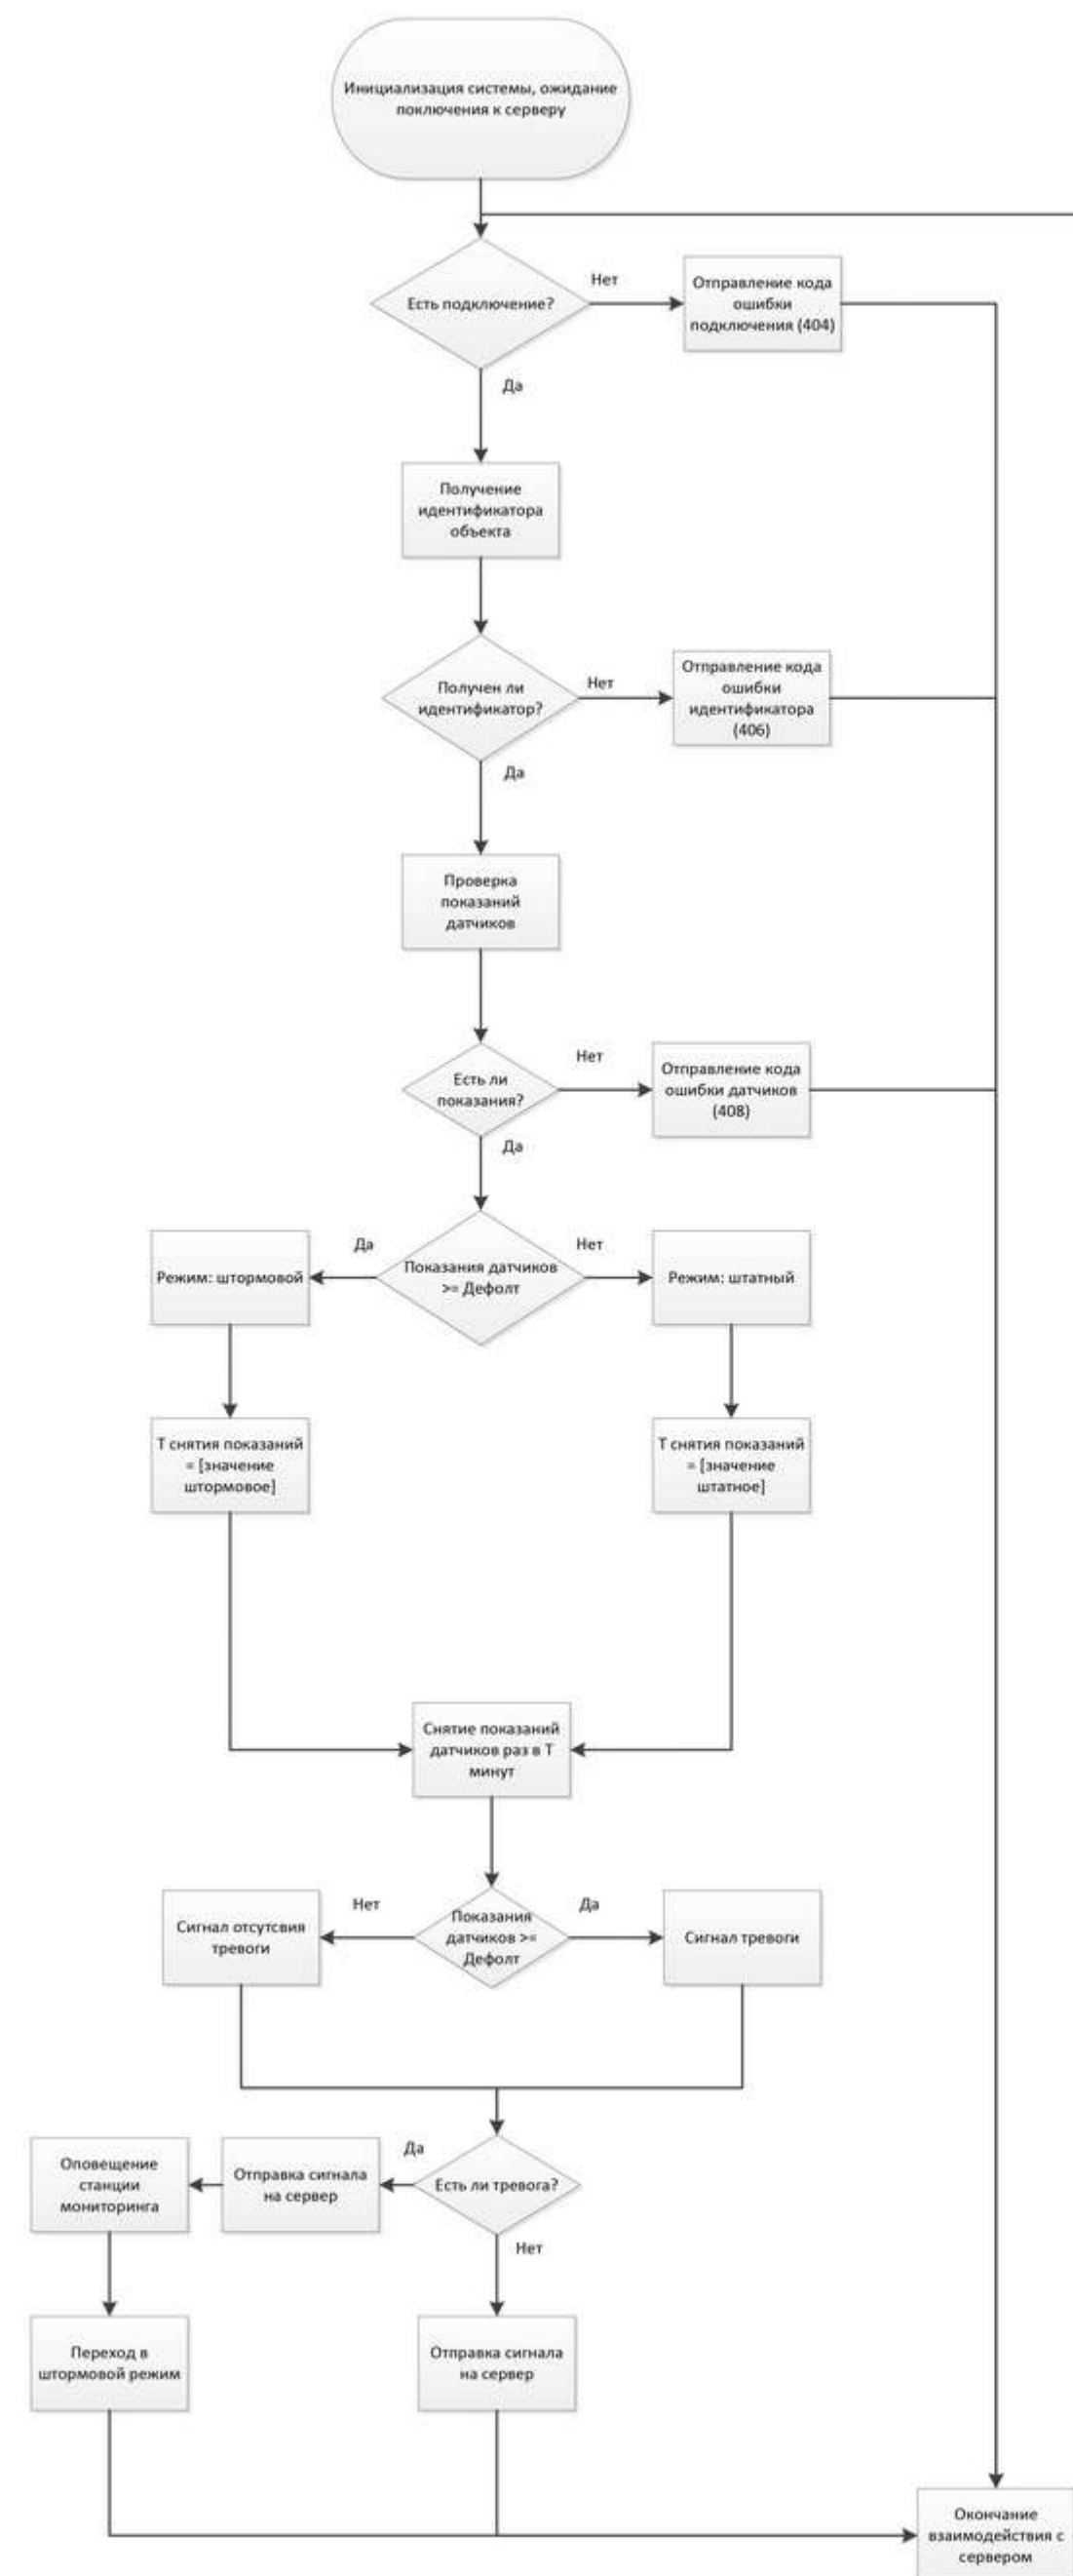 Инициализация системы, ожидание
поключения к серверу
Есть подключение?
Нет
Отправление кода
ошибки
подключения (404)
Да
Получение
идентификатора
объекта
Получен ли
идентификатор?
Нет
Отправление кода
ошибки
идентификатора
(406)
Да
Проверка
показаний
датчиков
Есть ли
показания?
Нет
Отправление кода
ошибки датчиков
(408)
Да
Показания датчиков
>= Дефолт
Да
Режим: штормовой
Нет
Режим: штатный
Т снятия показаний
= [значение
штормовое]
Т снятия показаний
= [значение
штатное]
Снятие показаний
датчиков раз в Т
минут
Показания
датчиков >=
Дефолт
Нет
Сигнал отсутсвия
тревоги
Да
Сигнал тревоги
Есть ли тревога?
Да
Отправка сигнала
на сервер
Оповещение
станции
мониторинга
Нет
Переход в
штормовой режим
Отправка сигнала
на сервер
Окончание
взаимодействия с
сервером